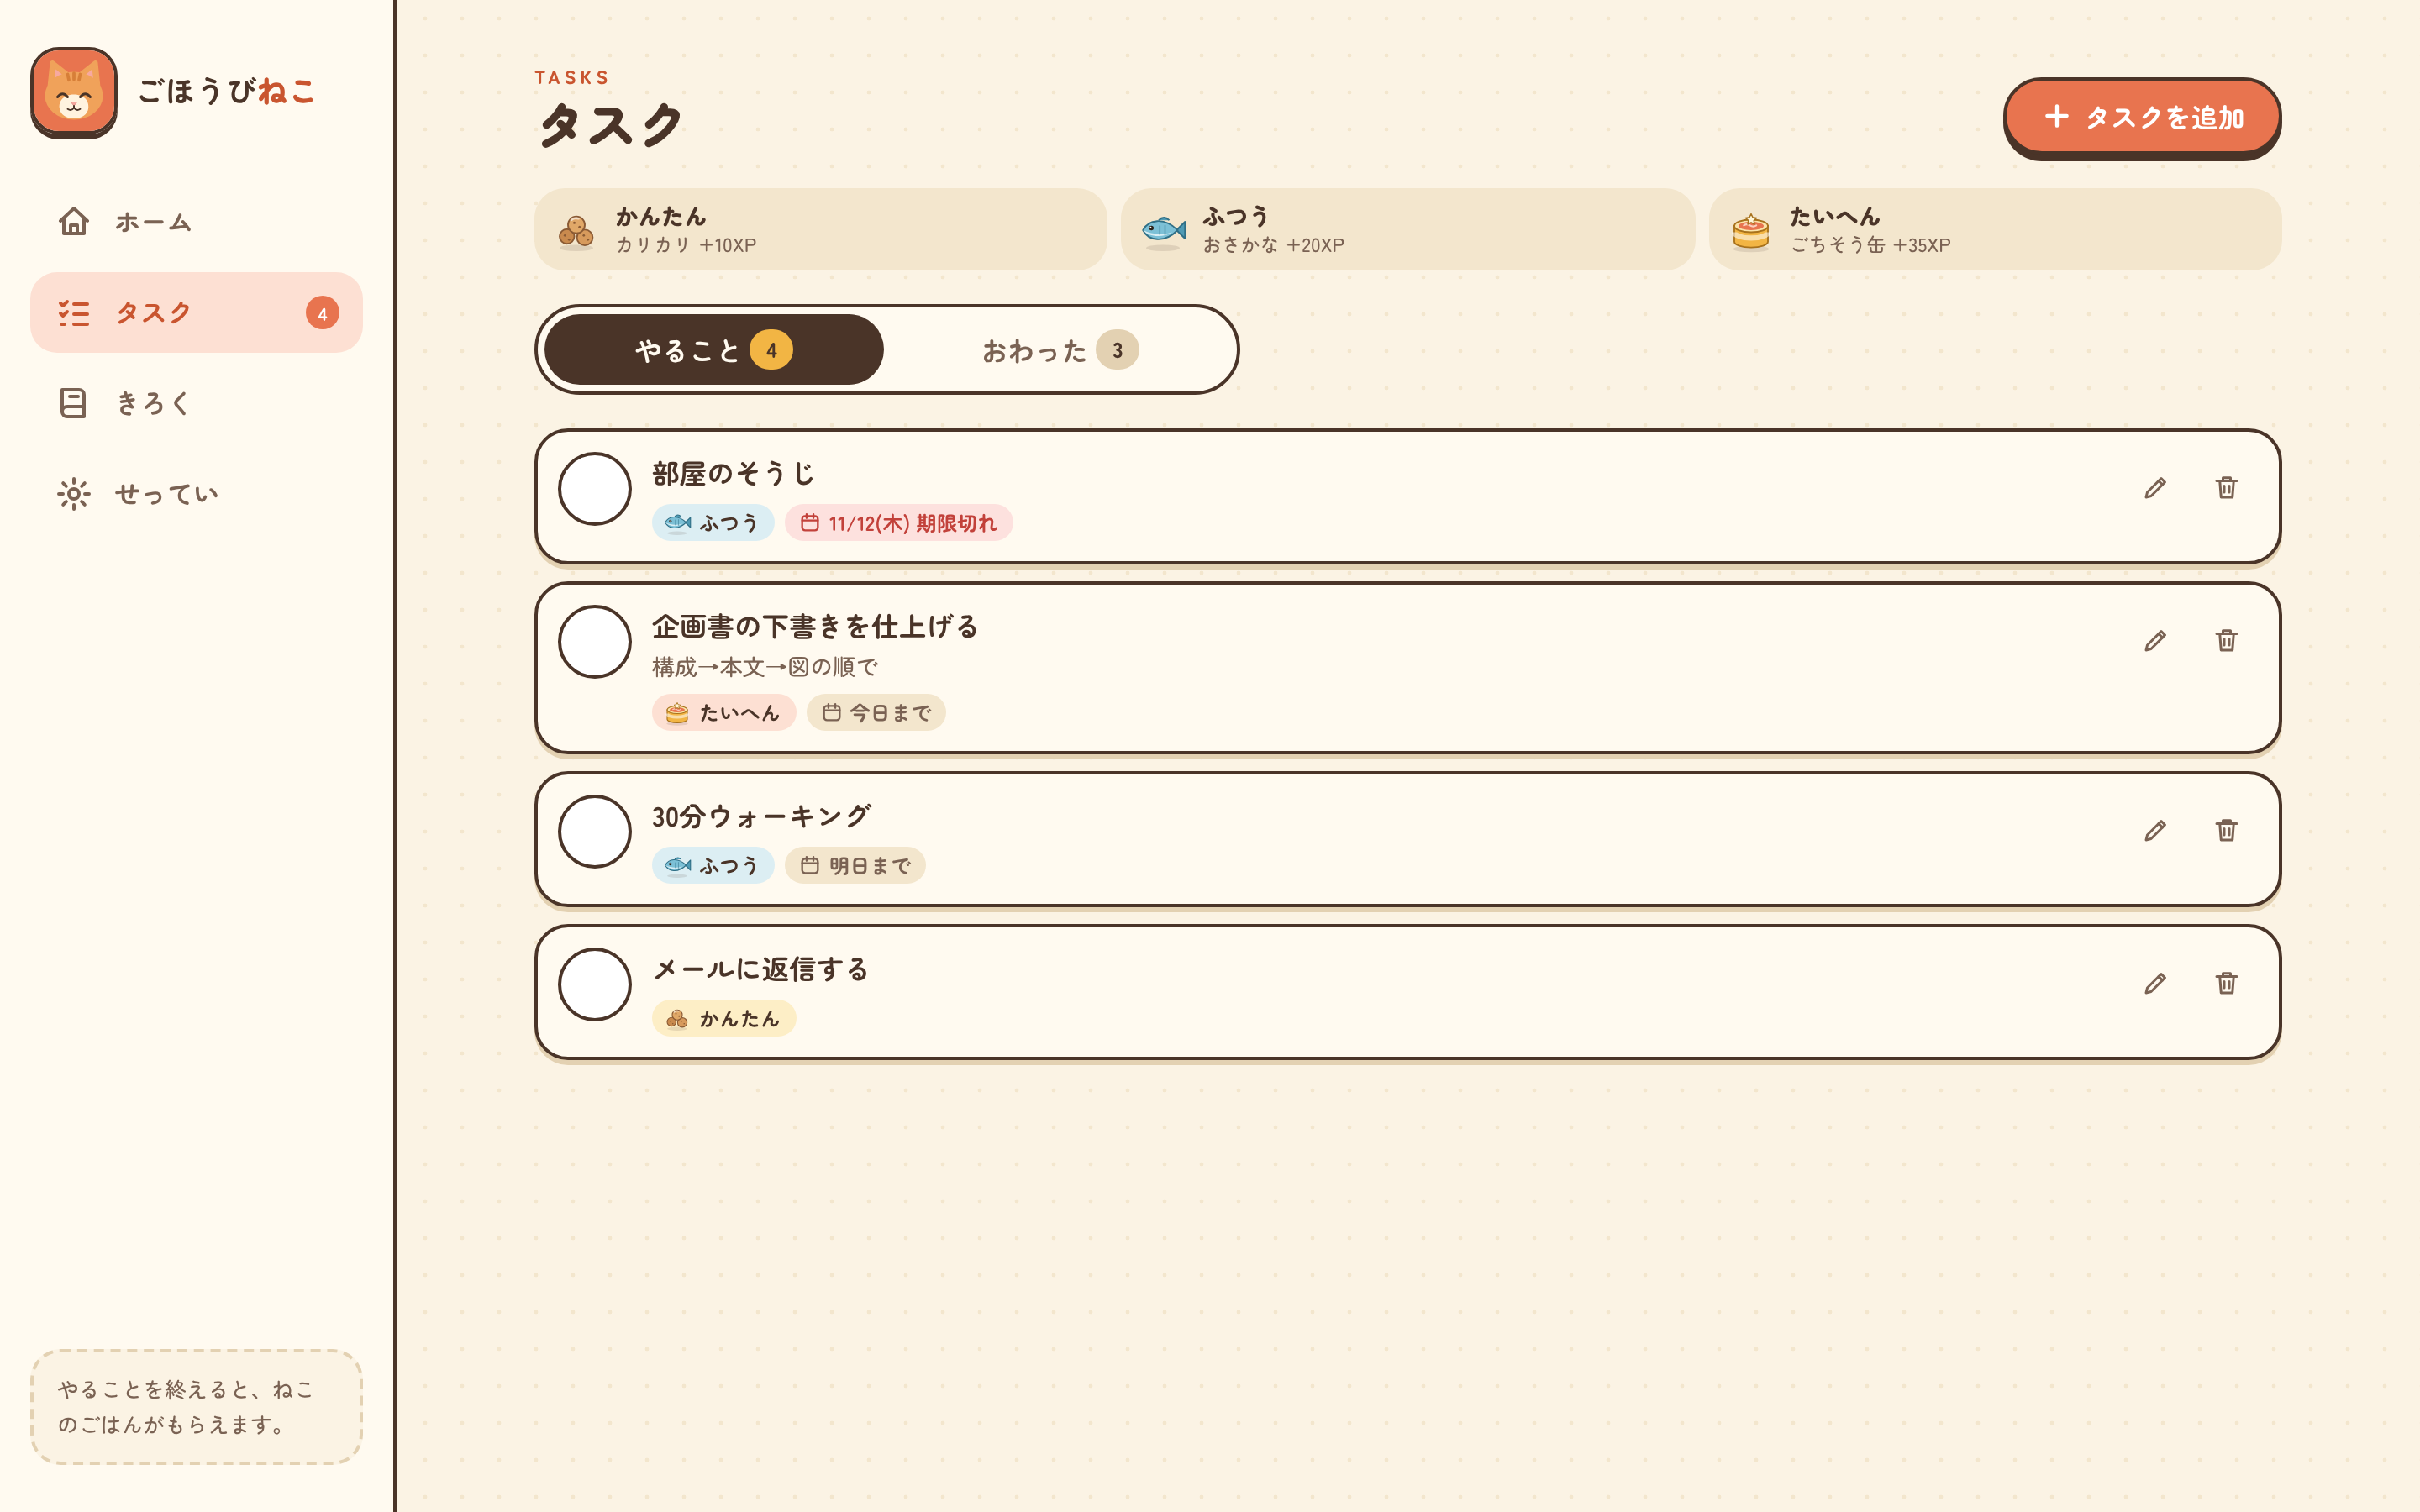 ごほうびねこ
ホーム
タスク 4
きろく
せってい
やることを終えると、ねこ
のごはんがもらえます。
TASKS
タスク
タスクを追加
かんたん
カリカリ +10XP
ふつう
おさかな +20XP
たいへん
ごちそう缶 +35XP
やること 4
おわった 3
部屋のそうじ
ふつう
11/12(木) 期限切れ
企画書の下書きを仕上げる
構成→本文→図の順で
たいへん
今日まで
30分ウォーキング
ふつう
明日まで
メールに返信する
かんたん